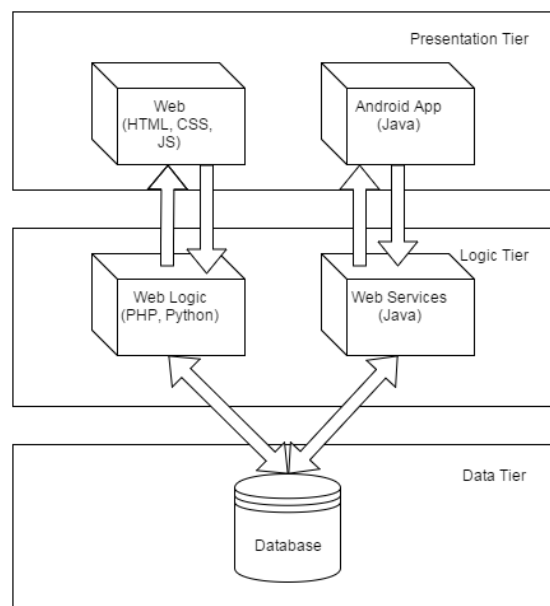 Presentation Tier
Web
(HTML, CSS,
JS)
Android App
(Java)
Logic Tier
Web Logic
(PHP, Python)
Web Services
(Java)
Data Tier
Database